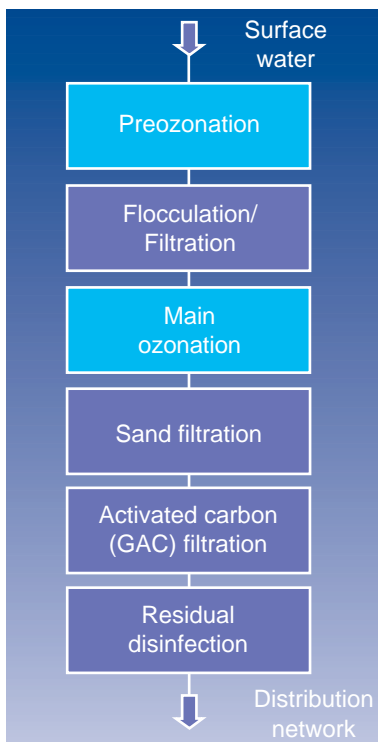 Surface
water
Preozonation
Flocculation/
Filtration
Main
ozonation
Sand filtration
Activated carbon
(GAC) filtration
Residual
disinfection
Distribution
network